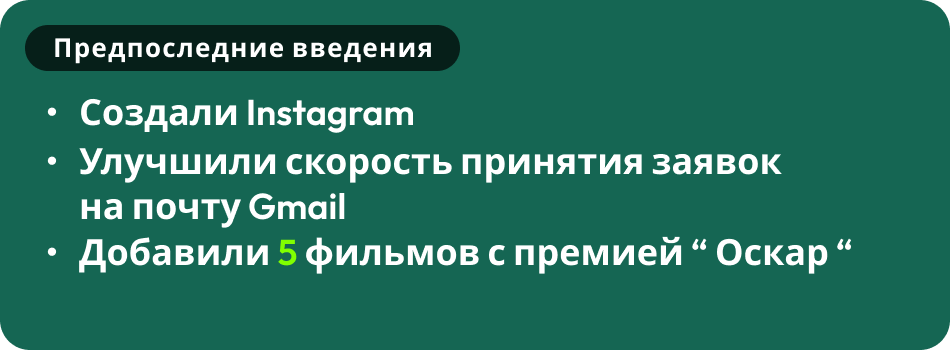 Предпоследние введения
• Создали Instagram
• Улучшили скорость принятия заявок
на почту Gmail
• Добавили 5 фильмов с премией “ Оскар “